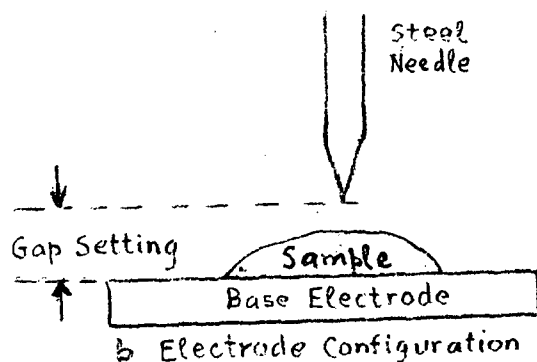 Steel
Needle
Gap Setting
Sample
Base Electrode
b Electrode Configuration